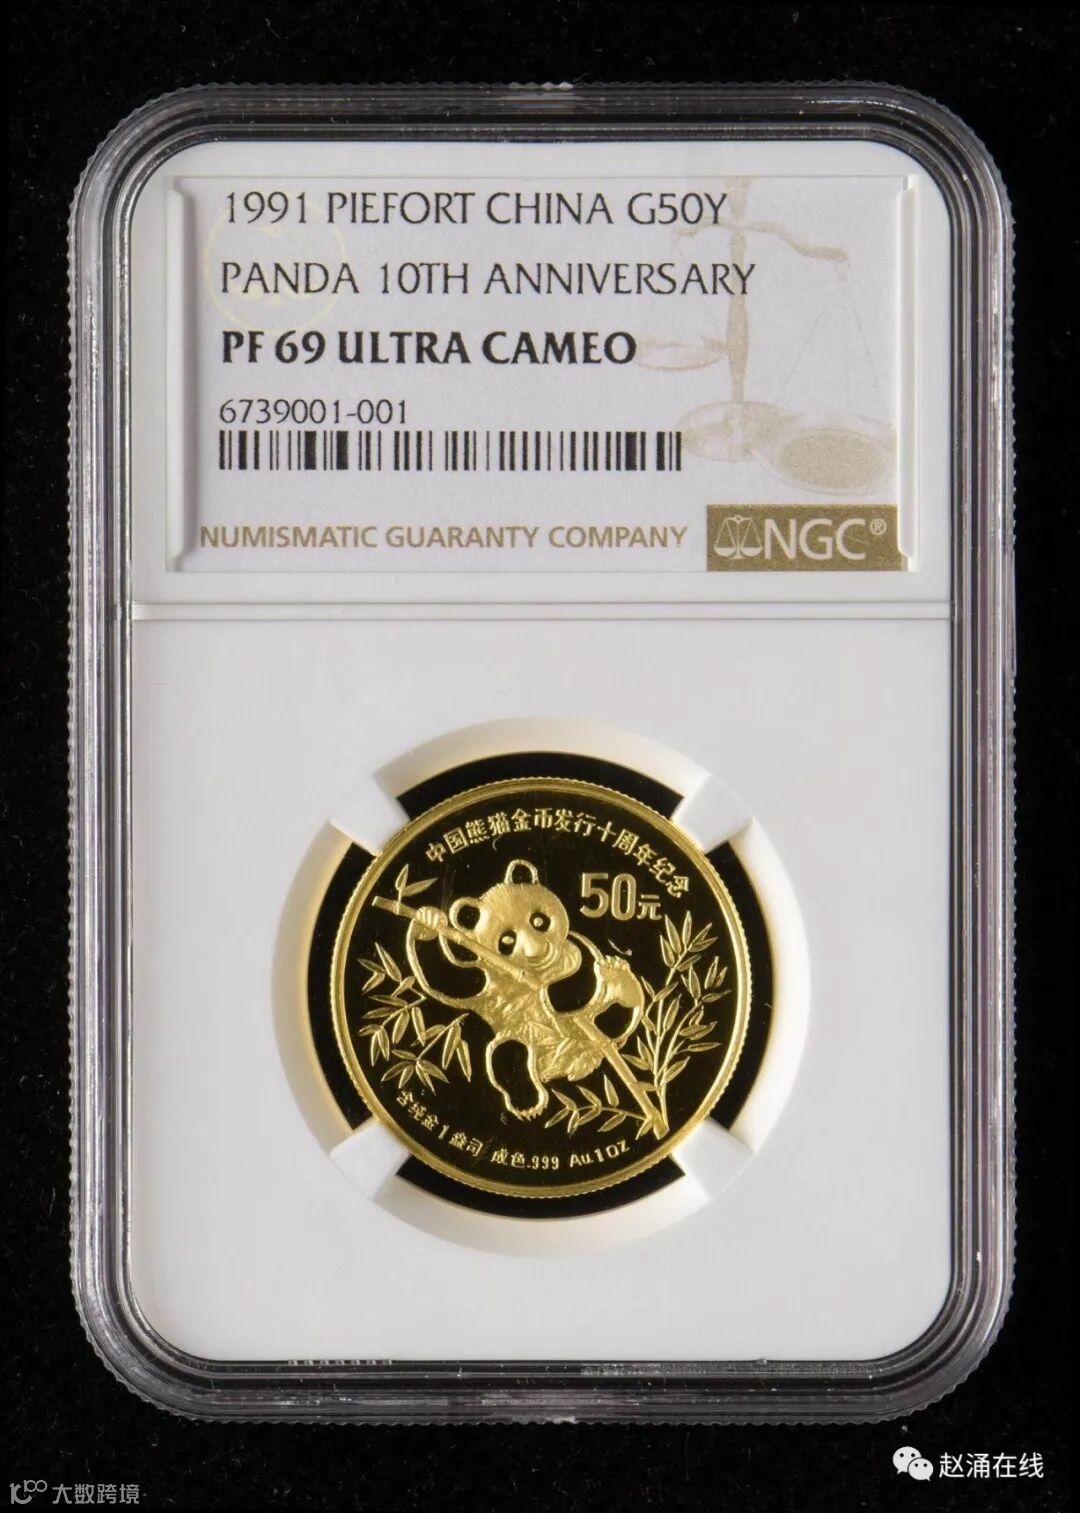 1991 PIEFORT CHINA G50Y
PANDA 10TH ANNIVERSARY
PF 69 ULTRA CAMEO
6739001-001
NUMISMATIC GUARANTY COMPANY
NGC®
中国熊猫金币发行十周年纪念
50元
含纯金1盎司 成色.999 Au.1oz
赵涌在线
大数跨境